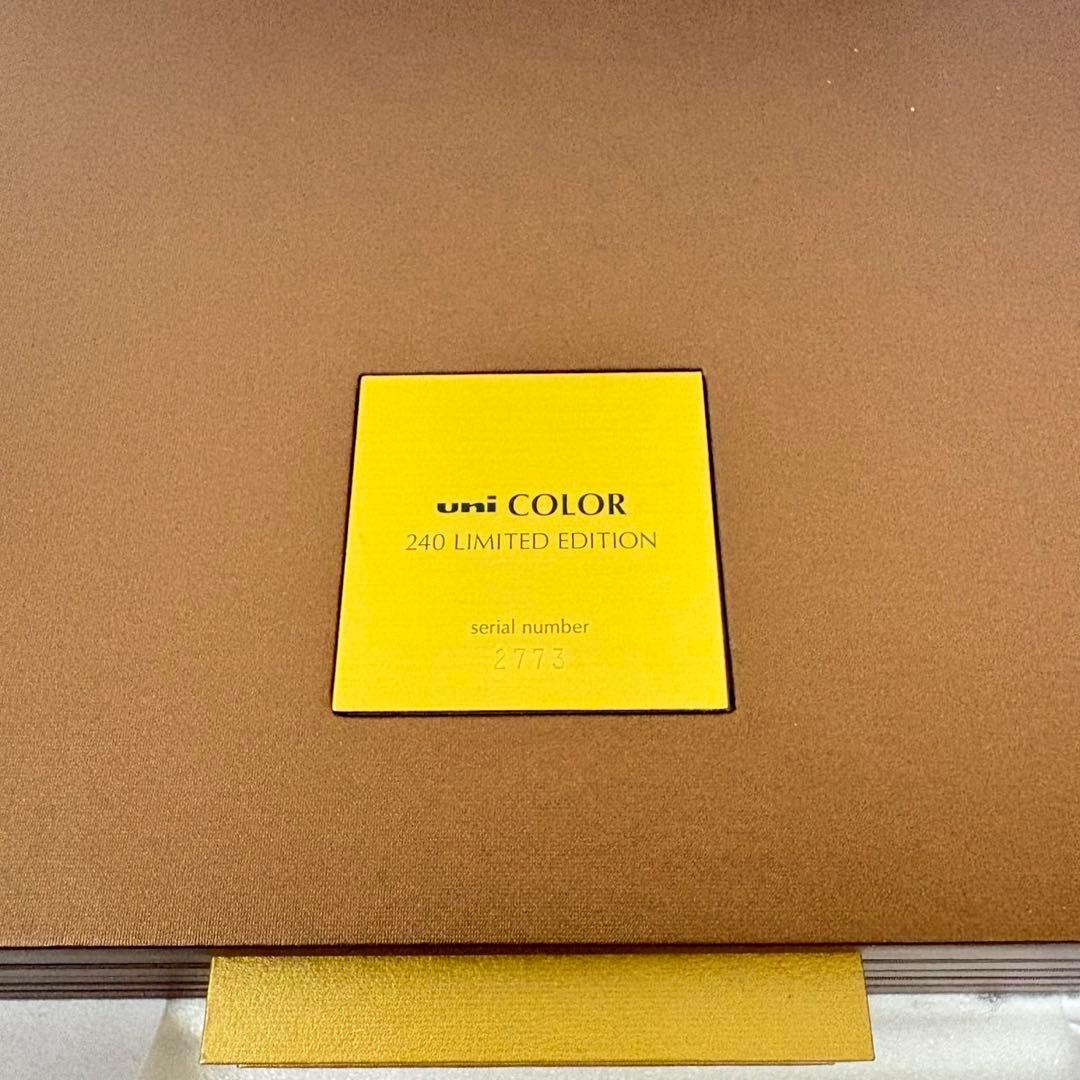 uni COLOR
240 LIMITED EDITION
serial number
2773